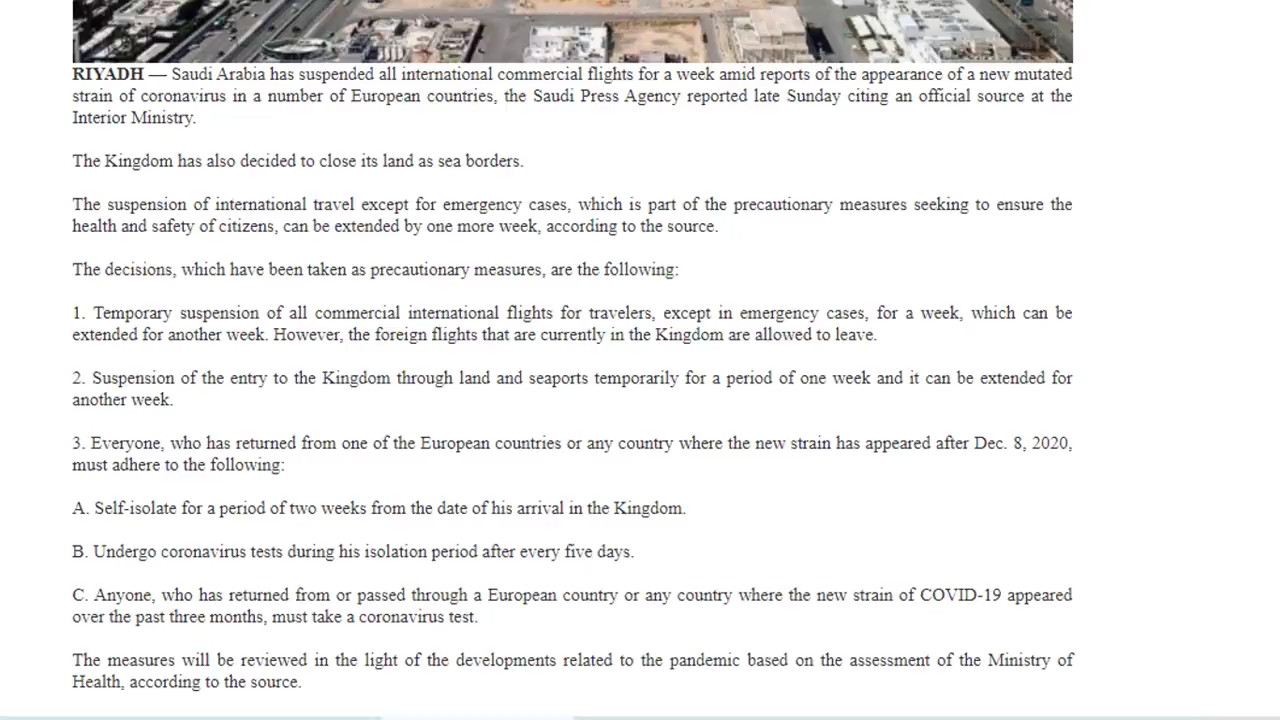 RIYADH — Saudi Arabia has suspended all international commercial flights for a week amid reports of the appearance of a new mutated
strain of coronavirus in a number of European countries, the Saudi Press Agency reported late Sunday citing an official source at the
Interior Ministry.
The Kingdom has also decided to close its land as sea borders.
The suspension of international travel except for emergency cases, which is part of the precautionary measures seeking to ensure the
health and safety of citizens, can be extended by one more week, according to the source.
The decisions, which have been taken as precautionary measures, are the following:
1. Temporary suspension of all commercial international flights for travelers, except in emergency cases, for a week, which can be
extended for another week. However, the foreign flights that are currently in the Kingdom are allowed to leave.
2. Suspension of the entry to the Kingdom through land and seaports temporarily for a period of one week and it can be extended for
another week.
3. Everyone, who has returned from one of the European countries or any country where the new strain has appeared after Dec. 8, 2020,
must adhere to the following:
A. Self-isolate for a period of two weeks from the date of his arrival in the Kingdom.
B. Undergo coronavirus tests during his isolation period after every five days.
C. Anyone, who has returned from or passed through a European country or any country where the new strain of COVID-19 appeared
over the past three months, must take a coronavirus test.
The measures will be reviewed in the light of the developments related to the pandemic based on the assessment of the Ministry of
Health, according to the source.